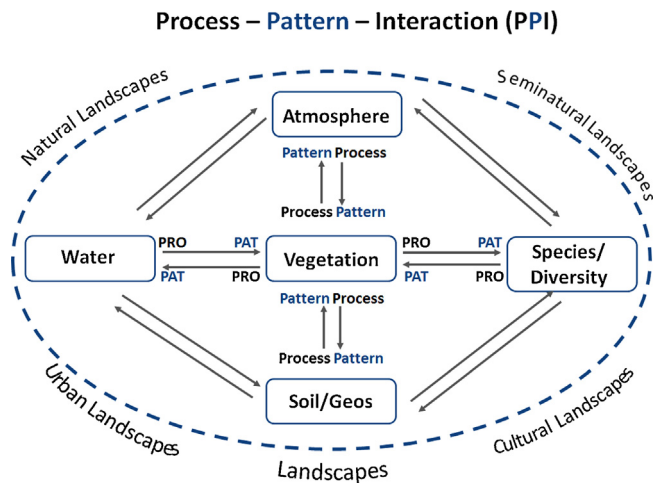 Process – Pattern – Interaction (PPI)
Natural Landscapes
Seminatural Landscapes
Atmosphere
Pattern Process
Process Pattern
Water
PRO PAT
PAT PRO
Vegetation
PRO PAT
PAT PRO
Species/
Diversity
Pattern Process
Process Pattern
Soil/Geos
Urban Landscapes
Cultural Landscapes
Landscapes